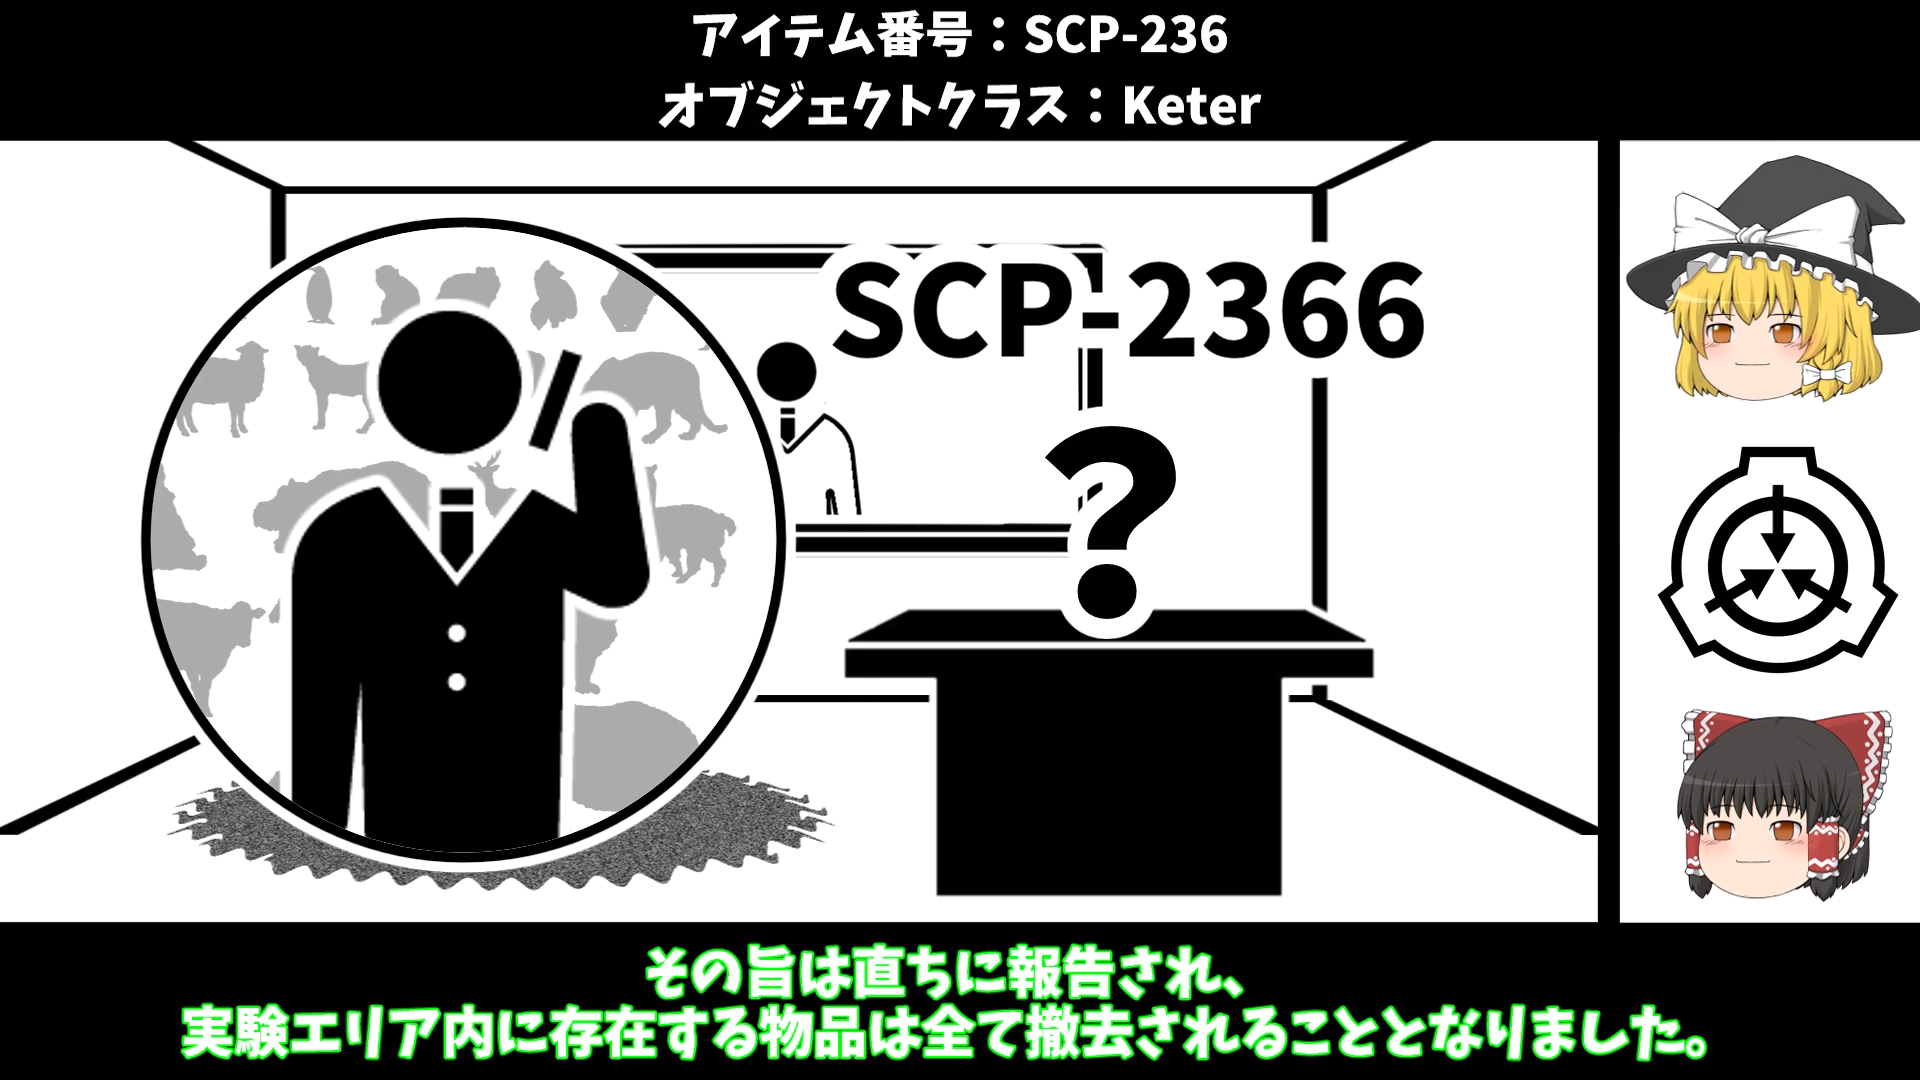 アイテム番号：SCP-236
オブジェクトクラス：Keter
SCP-2366
?
その旨は直ちに報告され、
実験エリア内に存在する物品は全て撤去されることとなりました。